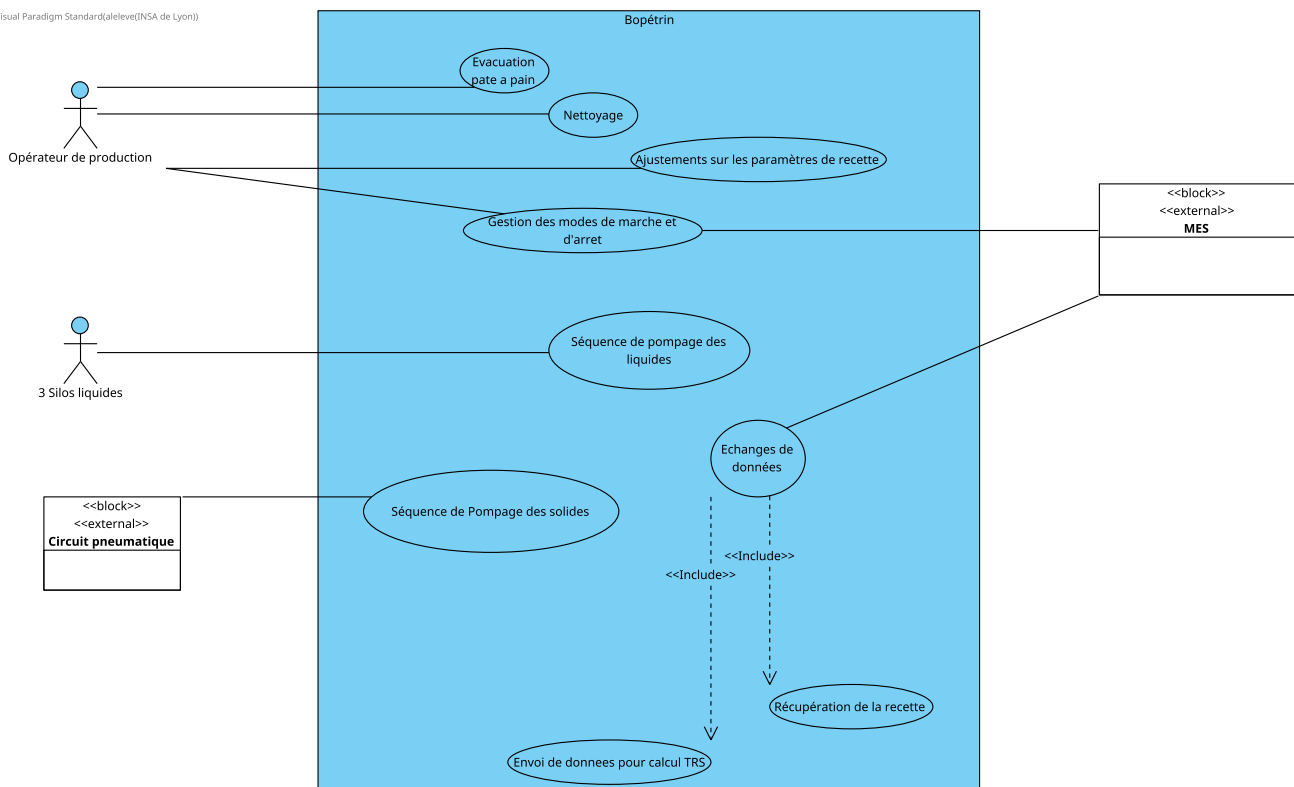 isual Paradigm Standard(aleleve(INSA de Lyon))
Bopétrin
Evacuation
pate a pain
Nettoyage
Opérateur de production
Ajustements sur les paramètres de recette
<<block>>
<<external>>
MES
Gestion des modes de marche et
d'arret
Séquence de pompage des
liquides
3 Silos liquides
Echanges de
données
<<block>>
<<external>>
Circuit pneumatique
Séquence de Pompage des solides
<<Include>>
<<Include>>
Récupération de la recette
Envoi de donnees pour calcul TRS